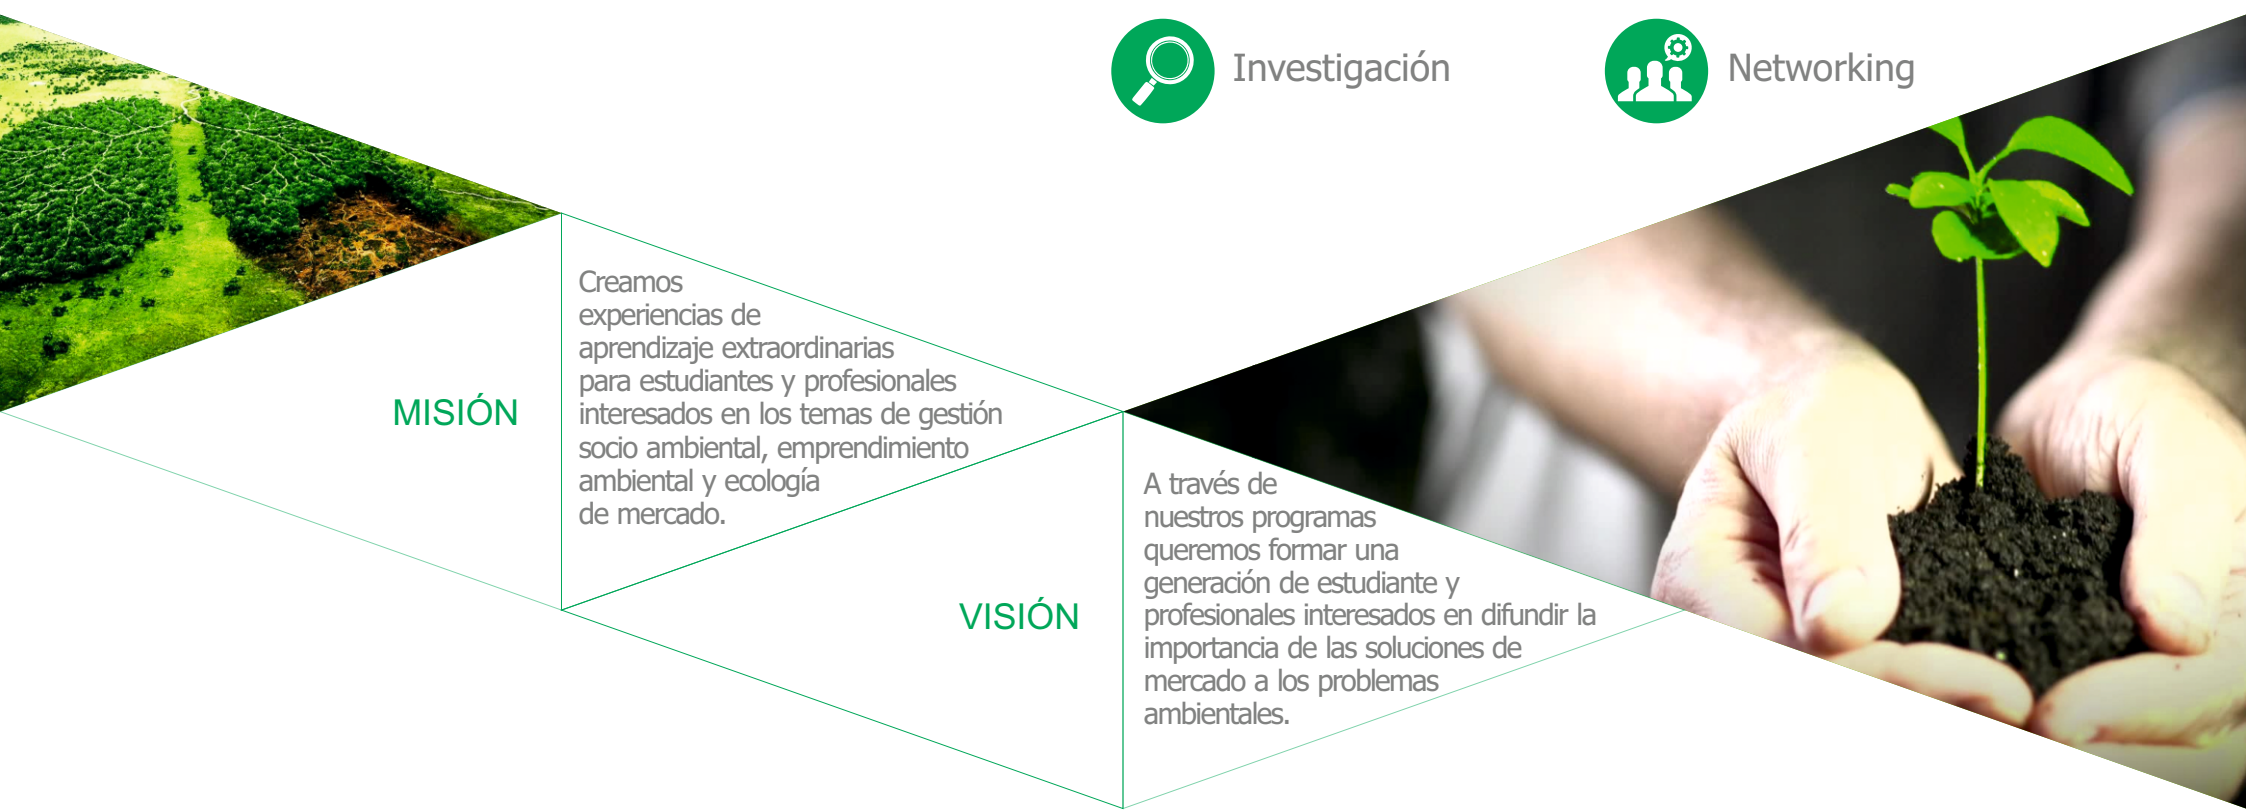 Investigación
Networking
MISIÓN
Creamos
experiencias de
aprendizaje extraordinarias
para estudiantes y profesionales
interesados en los temas de gestión
socio ambiental, emprendimiento
ambiental y ecología
de mercado.
VISIÓN
A través de
nuestros programas
queremos formar una
generación de estudiante y
profesionales interesados en difundir la
importancia de las soluciones de
mercado a los problemas
ambientales.